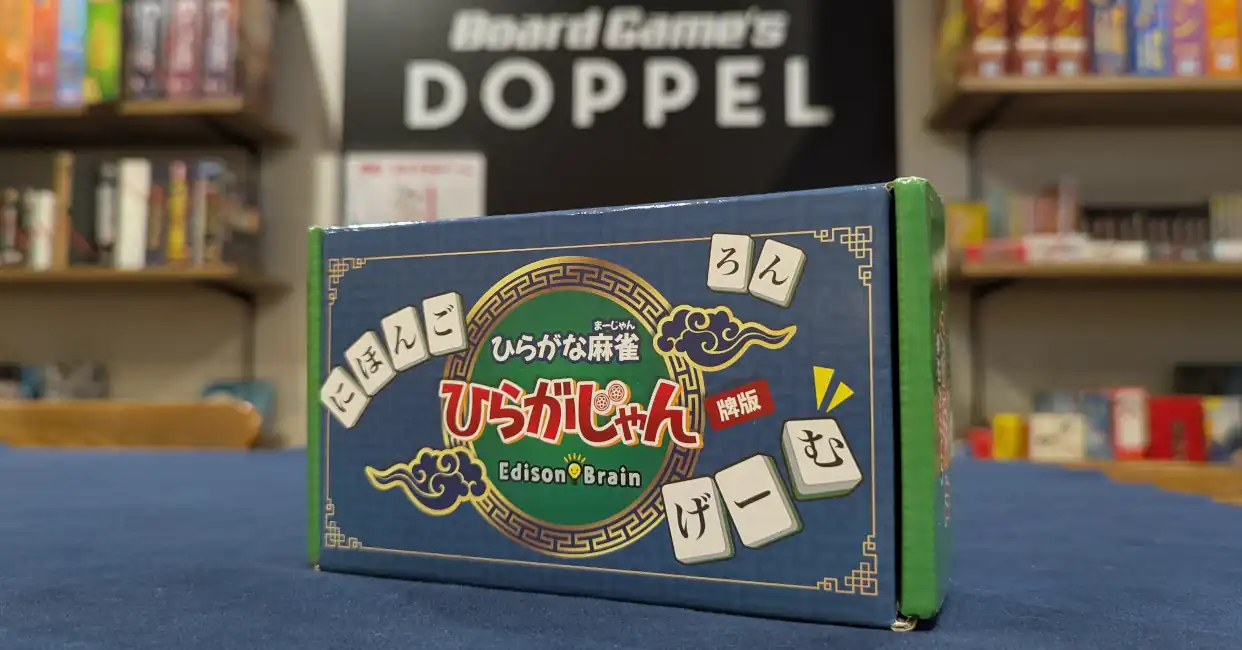 Board Game's
DOPPEL
ろん
にほんご
まーじゃん
ひらがな麻雀
ひらがじゃん
牌版
Edison Brain
げーむ